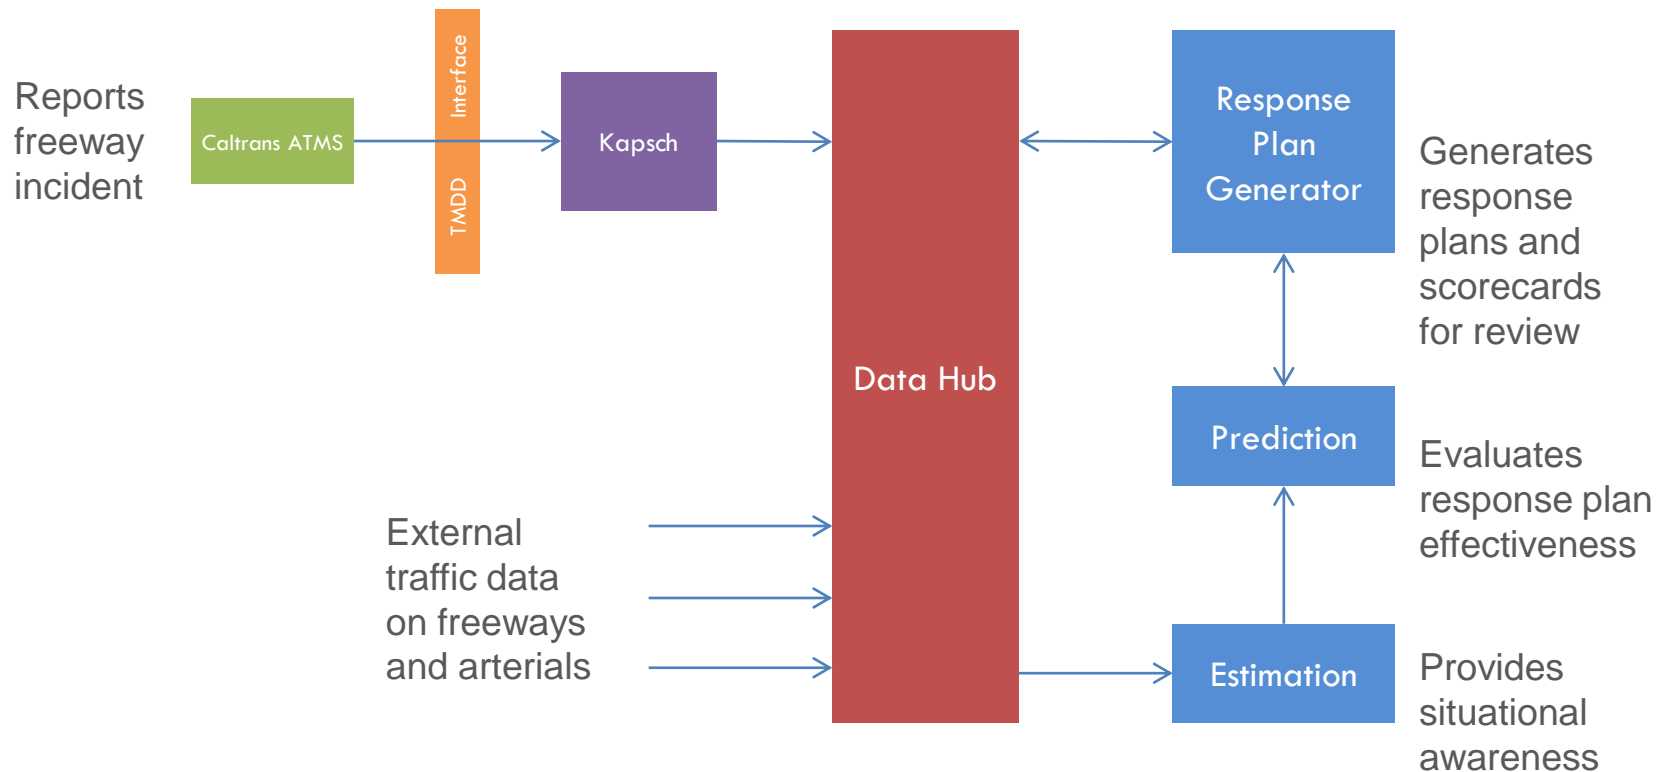 Reports
freeway
incident
Caltrans ATMS
TMDD Interface
Kapsch
Data Hub
Response
Plan
Generator
Generates
response
plans and
scorecards
for review
Prediction
Evaluates
response plan
effectiveness
External
traffic data
on freeways
and arterials
Estimation
Provides
situational
awareness